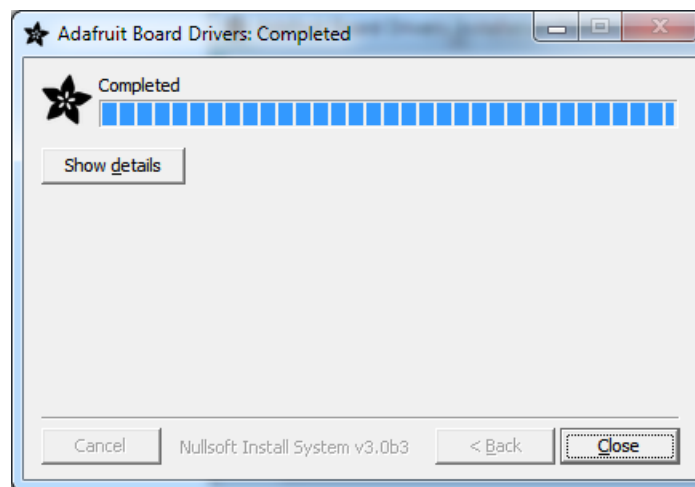 Adafruit Board Drivers: Completed
Completed
Show details
Cancel
Nullsoft Install System v3.0b3
< Back
Close